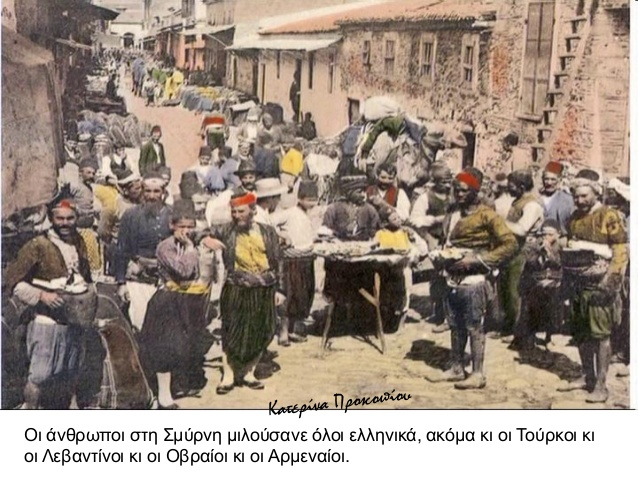 Κατερίνα Προκοπίου
Οι άνθρωποι στη Σμύρνη μιλούσανε όλοι ελληνικά, ακόμα κι οι Τούρκοι κι
οι Λεβαντίνοι κι οι Οβραίοι κι οι Αρμεναίοι.